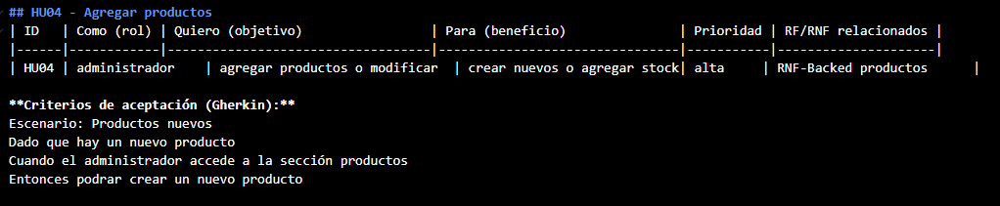 ## HU04 - Agregar productos
| ID   | Como (rol) | Quiero (objetivo)                | Para (beneficio)              | Prioridad | RF/RNF relacionados |
|------|-----------|----------------------------------|-------------------------------|----------|--------------------|
| HU04 | administrador    | agregar productos o modificar  | crear nuevos o agregar stock| alta     | RNF-Backed productos      |
**Criterios de aceptación (Gherkin):**
Escenario: Productos nuevos
Dado que hay un nuevo producto
Cuando el administrador accede a la sección productos
Entonces podrar crear un nuevo producto